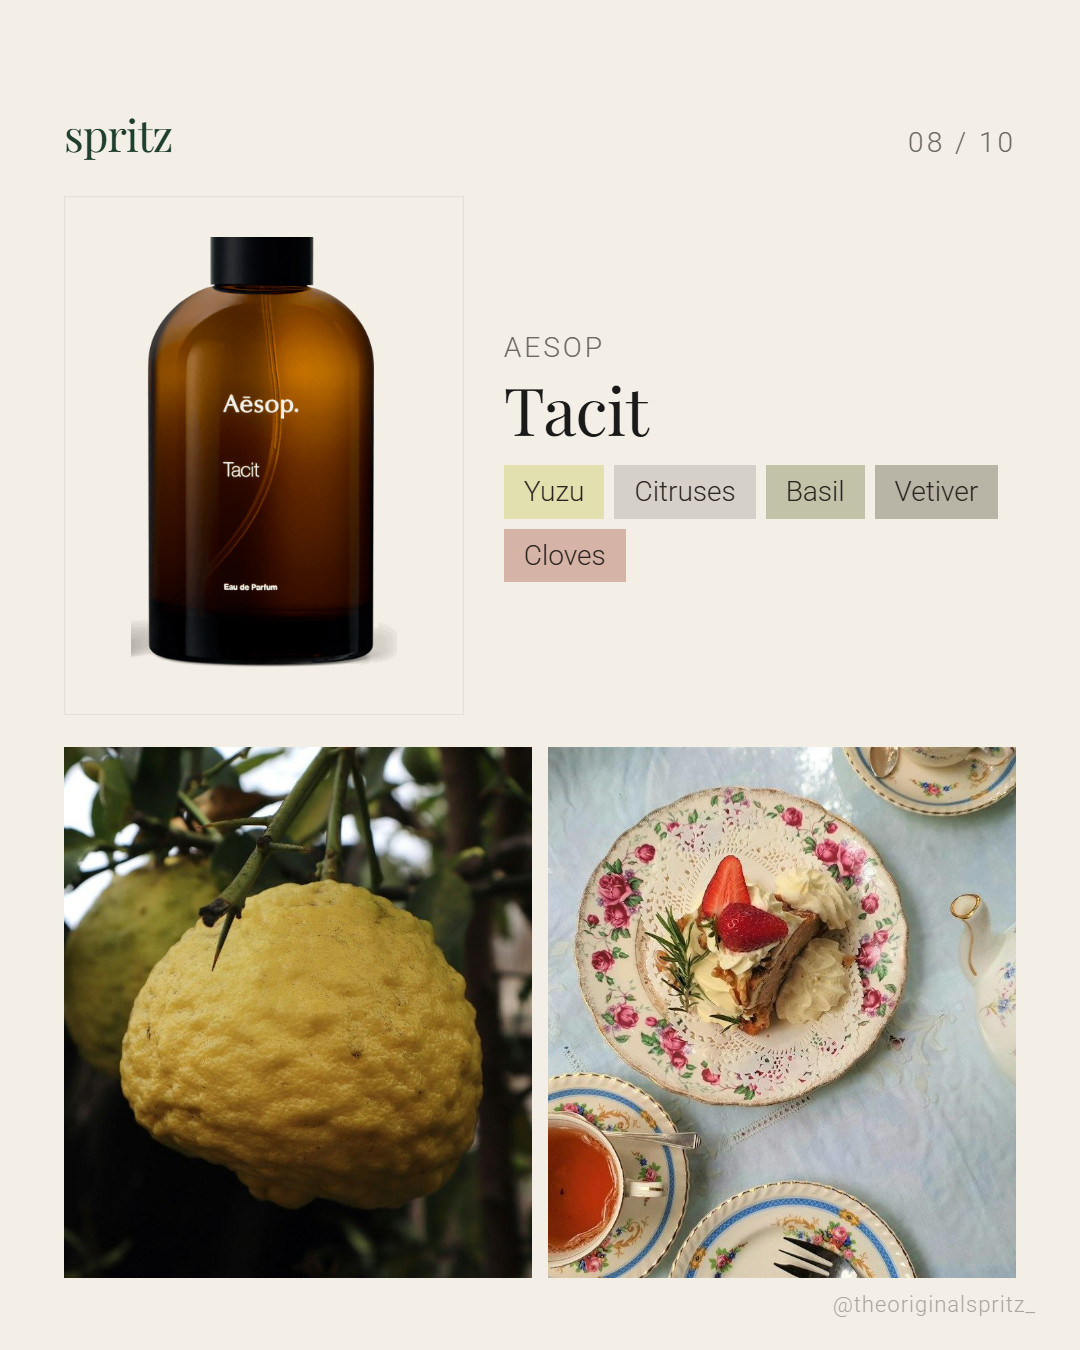 spritz
08 / 10
Aēsop.
Tacit
Eau de Parfum
AESOP
Tacit
Yuzu
Citruses
Basil
Vetiver
Cloves
@theoriginalspritz_